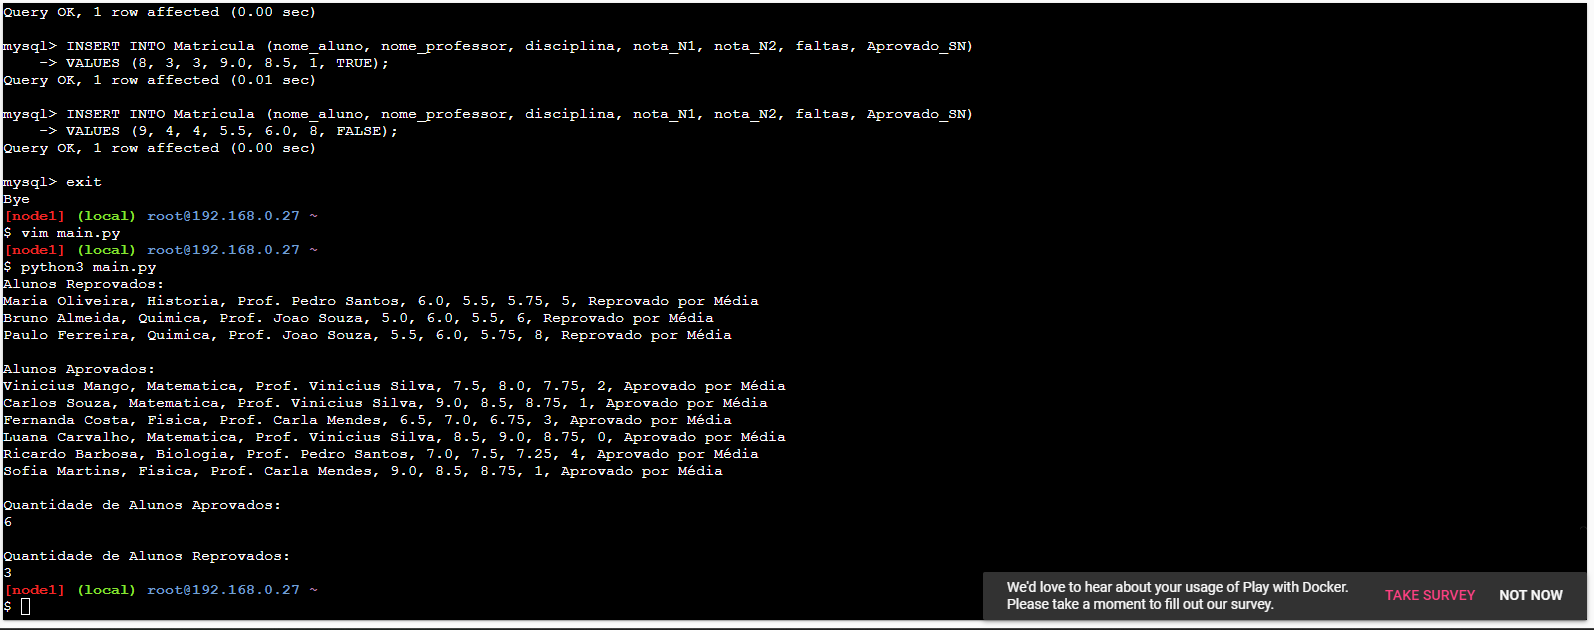 Query OK, 1 row affected (0.00 sec)
mysql> INSERT INTO Matricula (nome_aluno, nome_professor, disciplina, nota_N1, nota_N2, faltas, Aprovado_SN)
-> VALUES (8, 3, 3, 9.0, 8.5, 1, TRUE);
Query OK, 1 row affected (0.01 sec)
mysql> INSERT INTO Matricula (nome_aluno, nome_professor, disciplina, nota_N1, nota_N2, faltas, Aprovado_SN)
-> VALUES (9, 4, 4, 5.5, 6.0, 8, FALSE);
Query OK, 1 row affected (0.00 sec)
mysql> exit
Bye
[node1] (local) root@192.168.0.27 ~
$ vim main.py
[node1] (local) root@192.168.0.27 ~
$ python3 main.py
Alunos Reprovados:
Maria Oliveira, Historia, Prof. Pedro Santos, 6.0, 5.5, 5.75, 5, Reprovado por Média
Bruno Almeida, Quimica, Prof. Joao Souza, 5.0, 6.0, 5.5, 6, Reprovado por Média
Paulo Ferreira, Quimica, Prof. Joao Souza, 5.5, 6.0, 5.75, 8, Reprovado por Média
Alunos Aprovados:
Vinicius Mango, Matematica, Prof. Vinicius Silva, 7.5, 8.0, 7.75, 2, Aprovado por Média
Carlos Souza, Matematica, Prof. Vinicius Silva, 9.0, 8.5, 8.75, 1, Aprovado por Média
Fernanda Costa, Fisica, Prof. Carla Mendes, 6.5, 7.0, 6.75, 3, Aprovado por Média
Luana Carvalho, Matematica, Prof. Vinicius Silva, 8.5, 9.0, 8.75, 0, Aprovado por Média
Ricardo Barbosa, Biologia, Prof. Pedro Santos, 7.0, 7.5, 7.25, 4, Aprovado por Média
Sofia Martins, Fisica, Prof. Carla Mendes, 9.0, 8.5, 8.75, 1, Aprovado por Média
Quantidade de Alunos Aprovados:
6
Quantidade de Alunos Reprovados:
3
[node1] (local) root@192.168.0.27 ~
$
We'd love to hear about your usage of Play with Docker.
Please take a moment to fill out our survey.
TAKE SURVEY NOT NOW